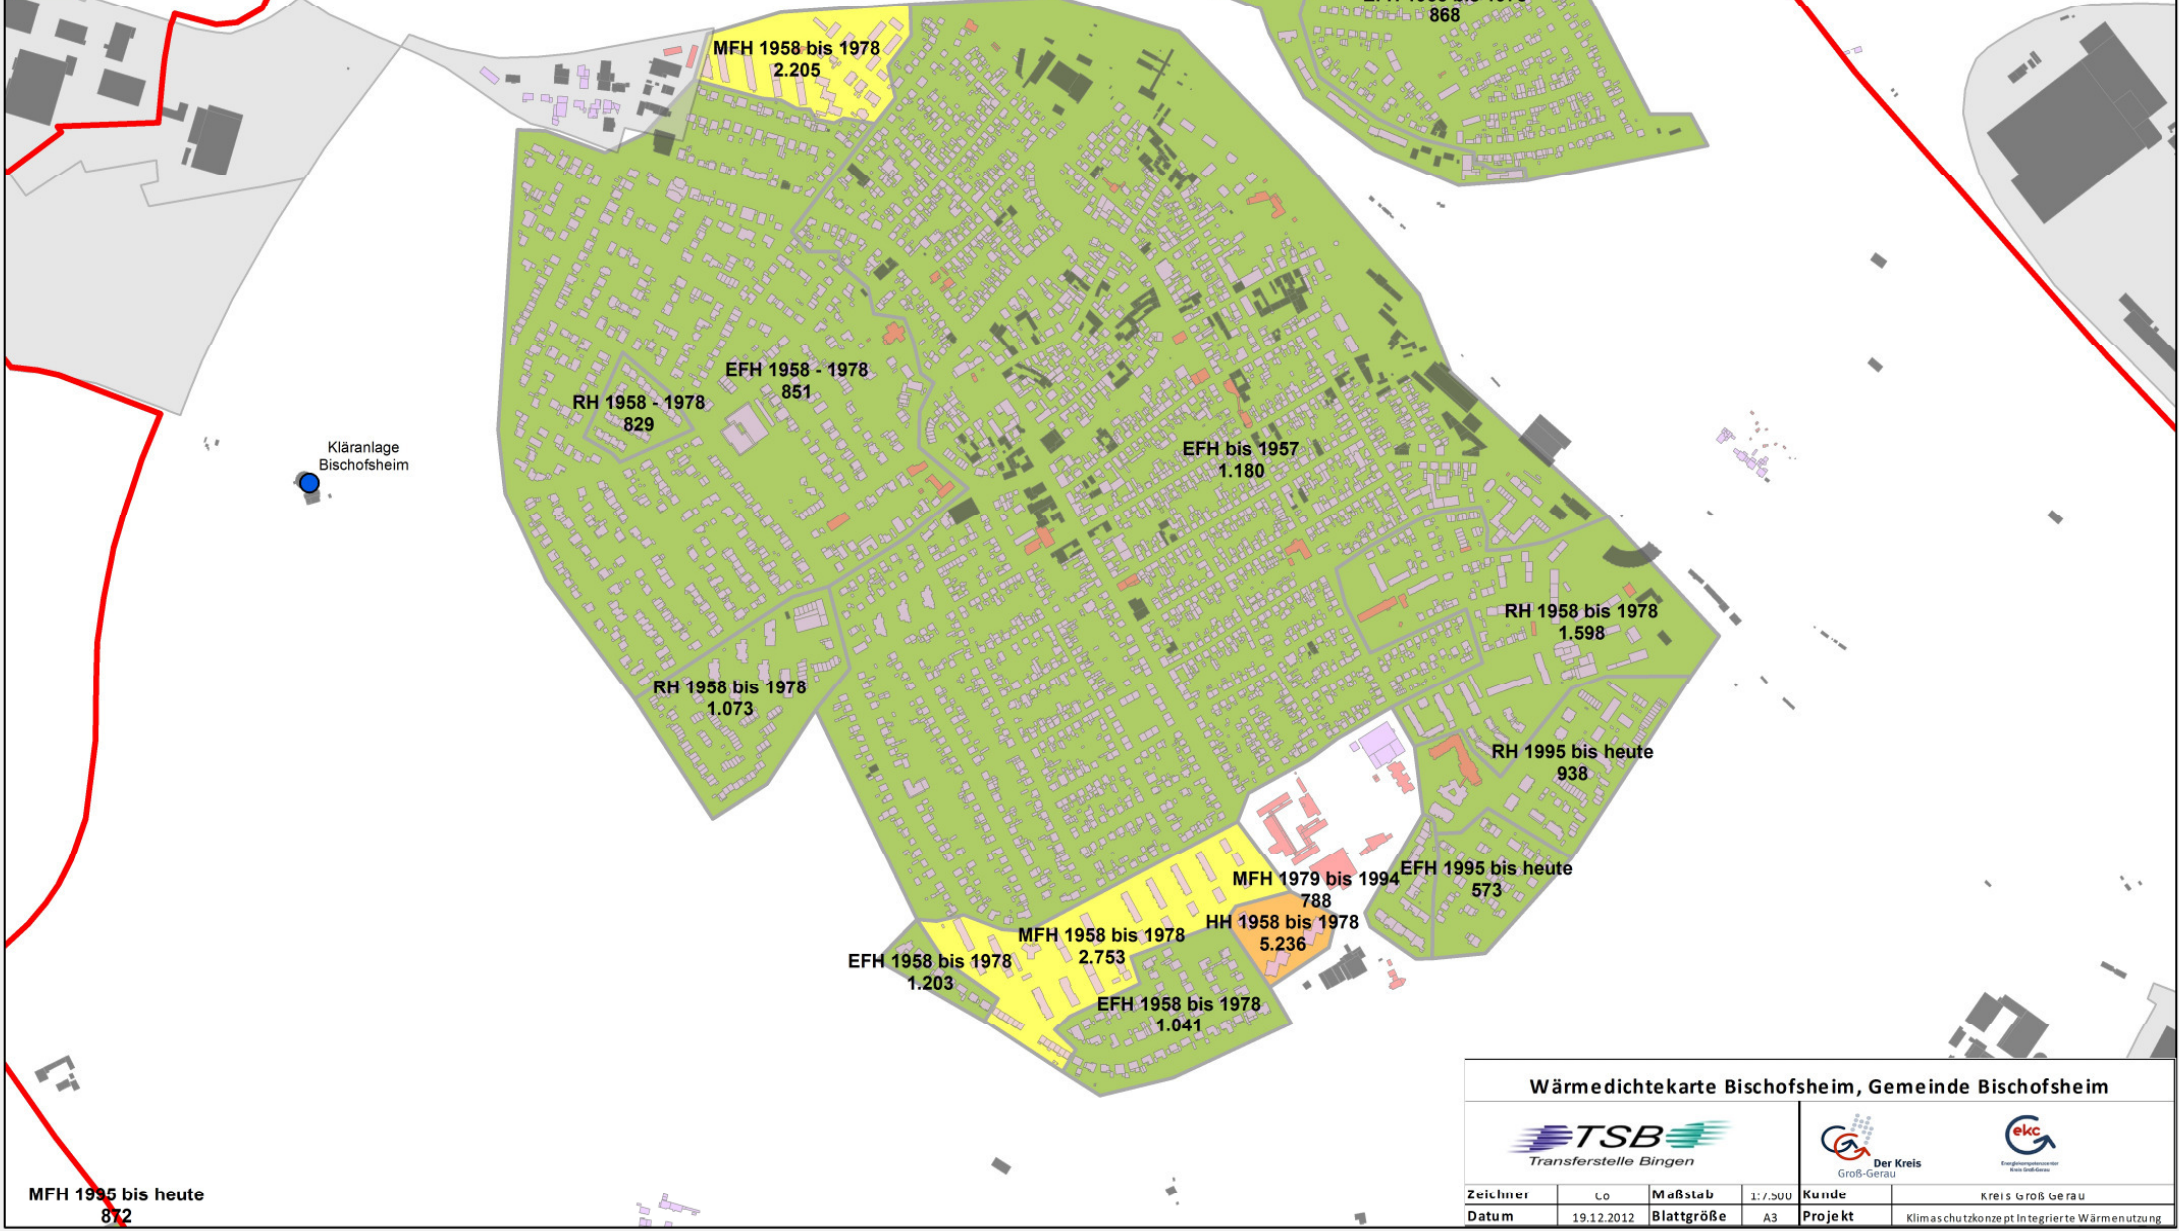 868
MFH 1958 bis 1978
2.205
EFH 1958 - 1978
851
RH 1958 - 1978
829
Kläranlage
Bischofsheim
EFH bis 1957
1.180
RH 1958 bis 1978
1.598
RH 1958 bis 1978
1.073
RH 1995 bis heute
938
EFH 1995 bis heute
573
MFH 1979 bis 1994
788
HH 1958 bis 1978
5.236
MFH 1958 bis 1978
2.753
EFH 1958 bis 1978
1.203
EFH 1958 bis 1978
1.041
MFH 1995 bis heute
872
Wärmedichtekarte Bischofsheim, Gemeinde Bischofsheim
TSB
Transferstelle Bingen
Der Kreis
Groß-Gerau
ekc
Energiekompetenzcenter
Kreis Groß-Gerau
Zeichner Co Maßstab 1:7.500 Kunde Kreis Groß Gerau
Datum 19.12.2012 Blattgröße A3 Projekt Klimaschutzkonzept Integrierte Wärmenutzung